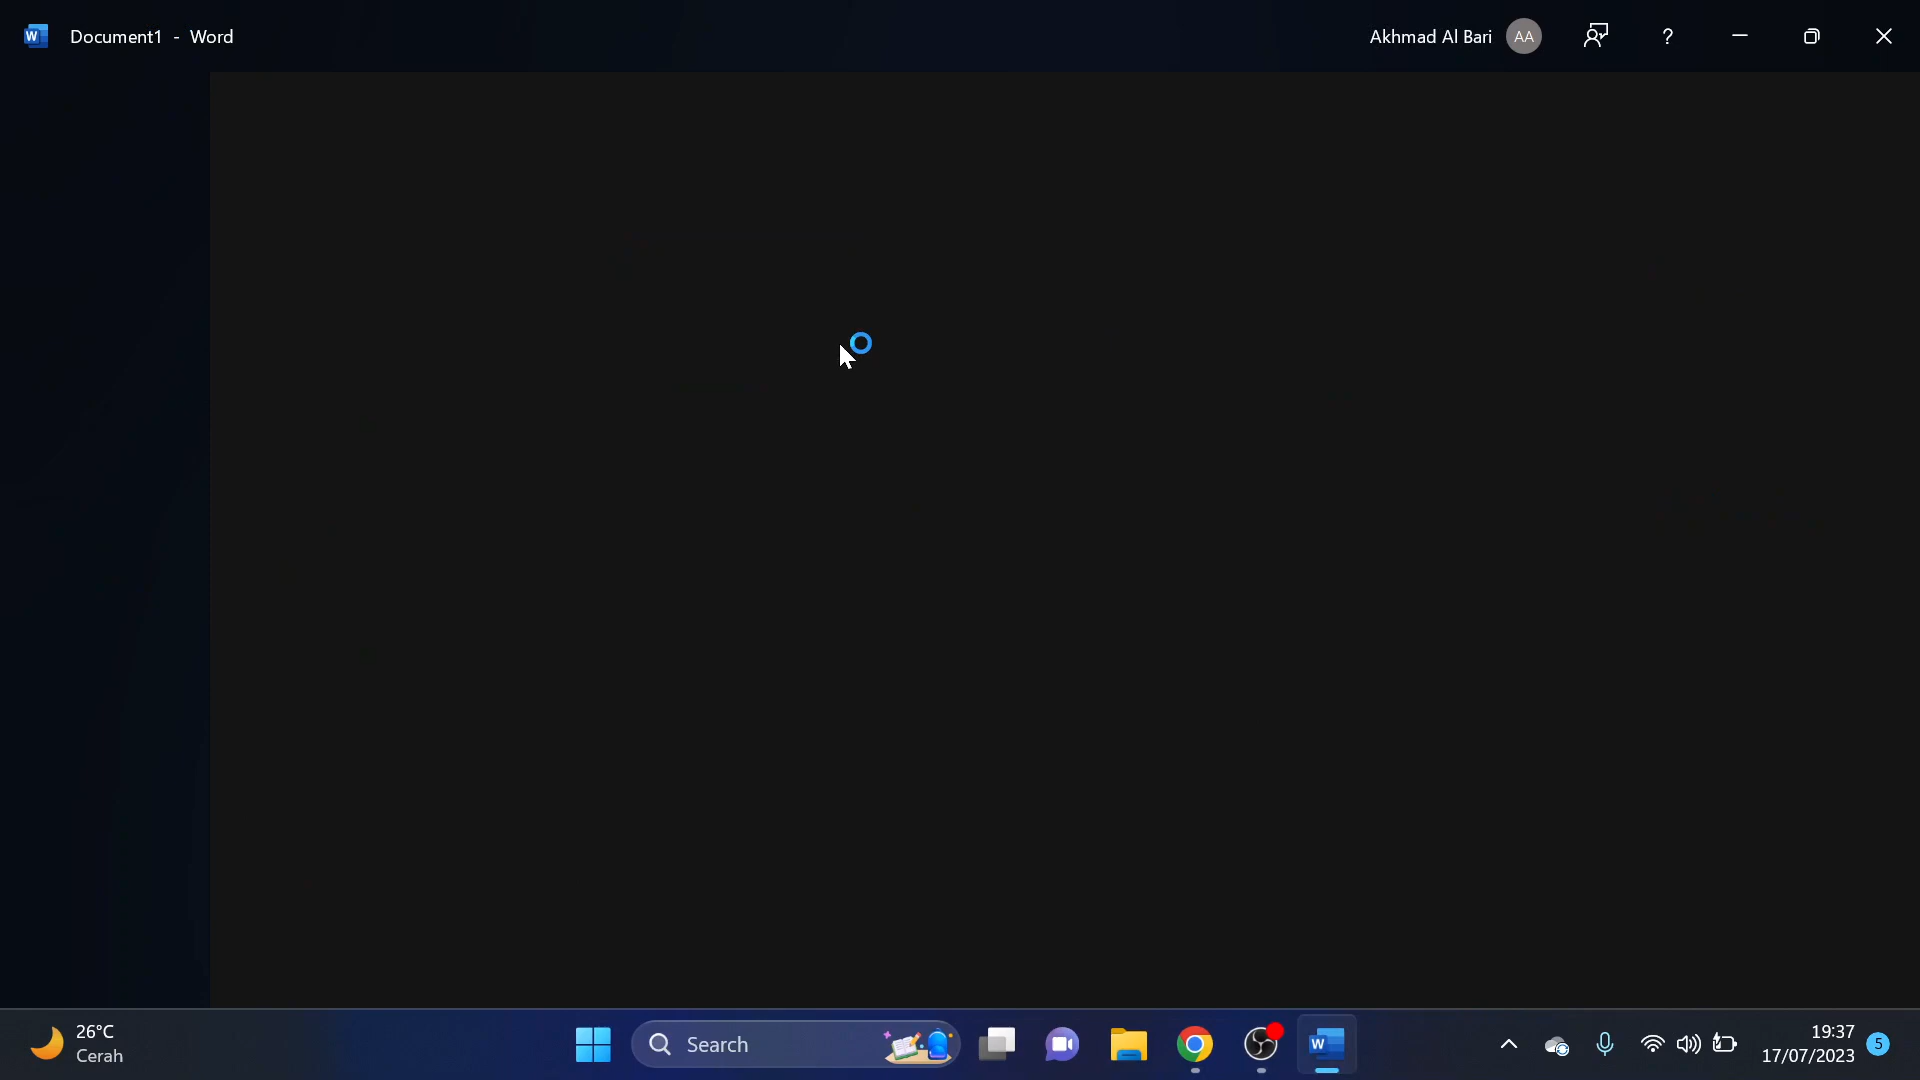 Document1 - Word
Akhmad Al Bari AA ?
26°C
Cerah
Search
W
19:37
17/07/2023 5